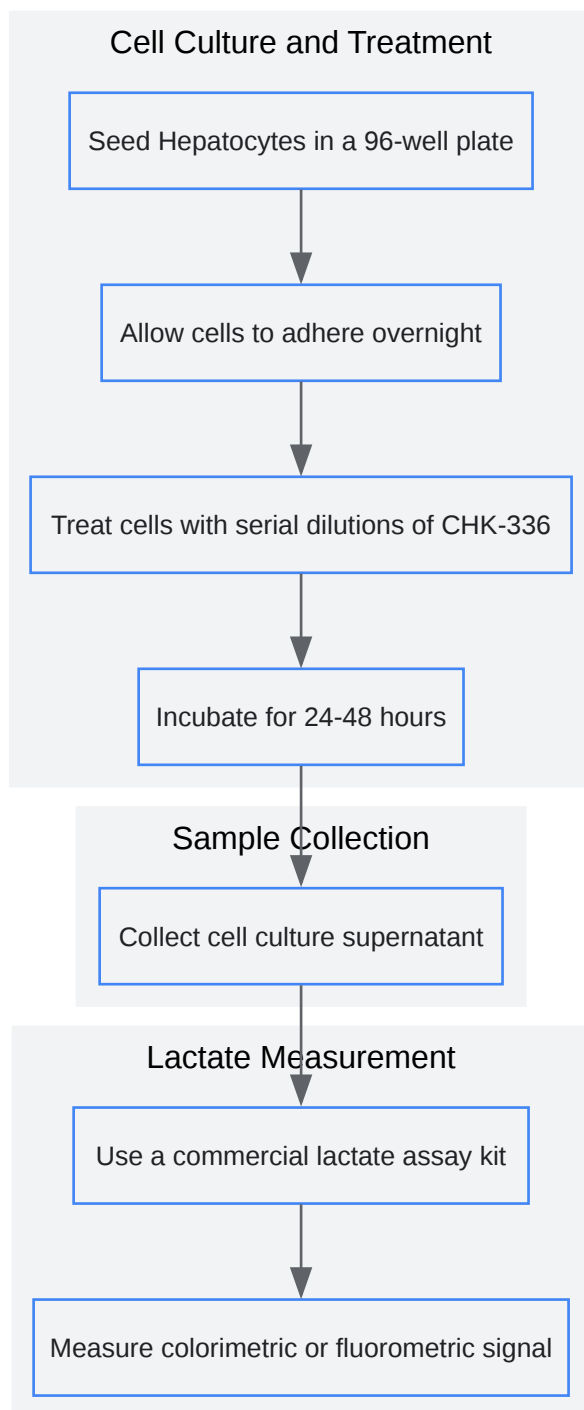 Cell Culture and Treatment
Seed Hepatocytes in a 96-well plate
Allow cells to adhere overnight
Treat cells with serial dilutions of CHK-336
Incubate for 24-48 hours
Sample Collection
Collect cell culture supernatant
Lactate Measurement
Use a commercial lactate assay kit
Measure colorimetric or fluorometric signal